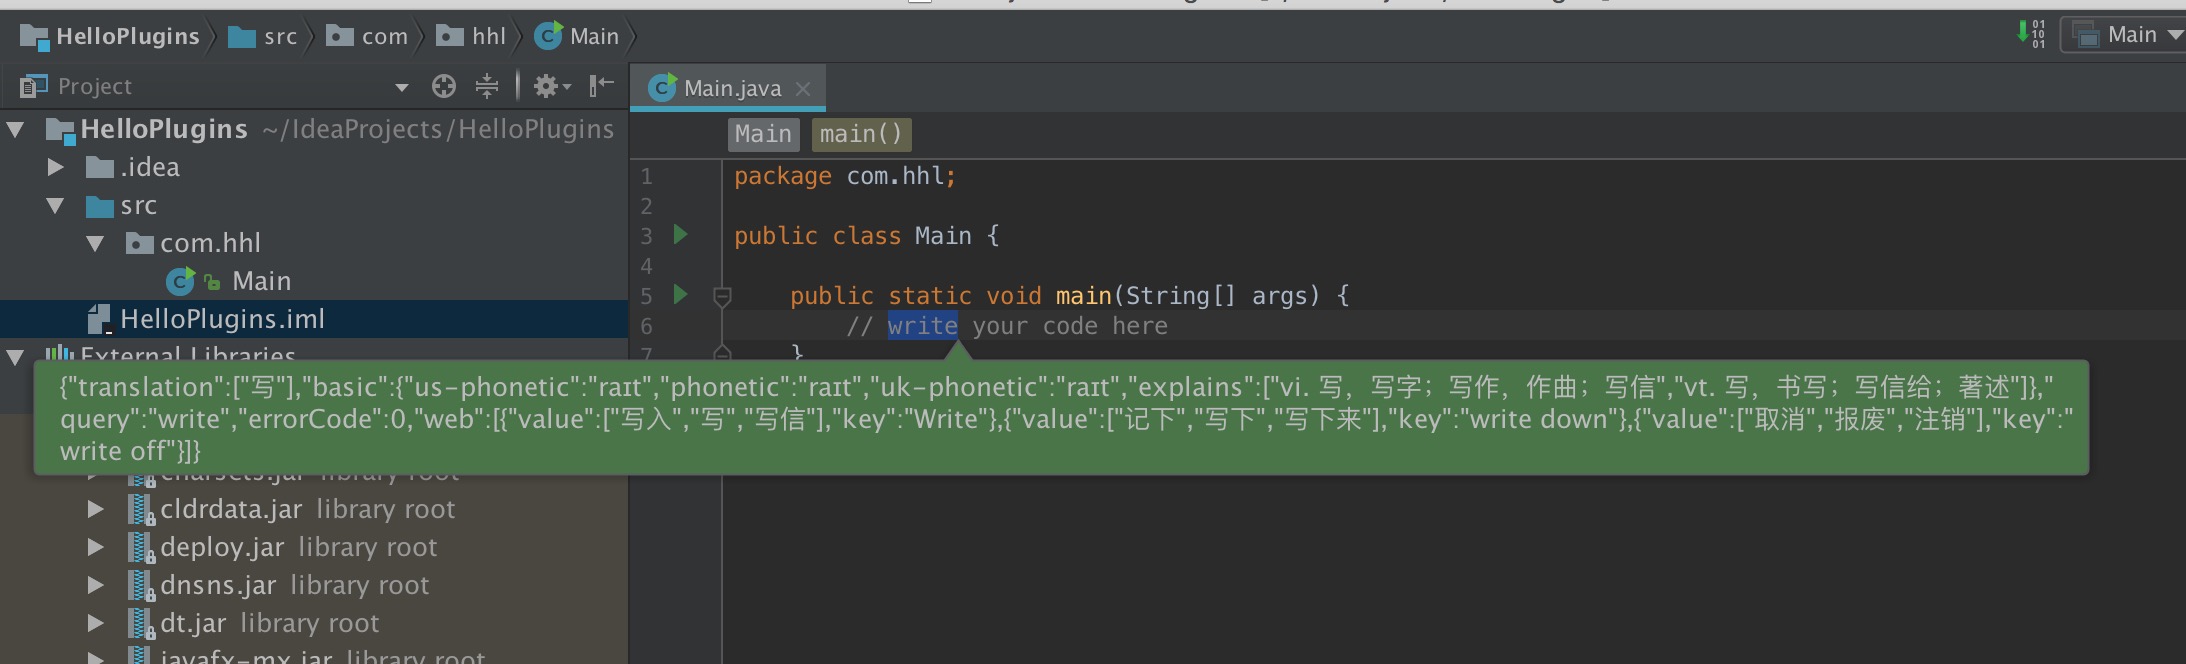 HelloPlugins src com hhl Main
01
10
01
Main
Project
HelloPlugins ~/IdeaProjects/HelloPlugins
.idea
src
com.hhl
Main
HelloPlugins.iml
External Libraries
charsets.jar library root
cldrdata.jar library root
deploy.jar library root
dnsns.jar library root
dt.jar library root
javafx-mx.jar library root
Main.java
Main main()
1 package com.hhl;
2
3 public class Main {
4
5 public static void main(String[] args) {
6 // write your code here
7 }
{"translation":["写"],"basic":{"us-phonetic":"raɪt","phonetic":"raɪt","uk-phonetic":"raɪt","explains":["vi. 写，写字；写作，作曲；写信","vt. 写，书写；写信给；著述"]},"
query":"write","errorCode":0,"web":[{"value":["写入","写","写信"],"key":"Write"},{"value":["记下","写下","写下来"],"key":"write down"},{"value":["取消","报废","注销"],"key":"
write off"}]}